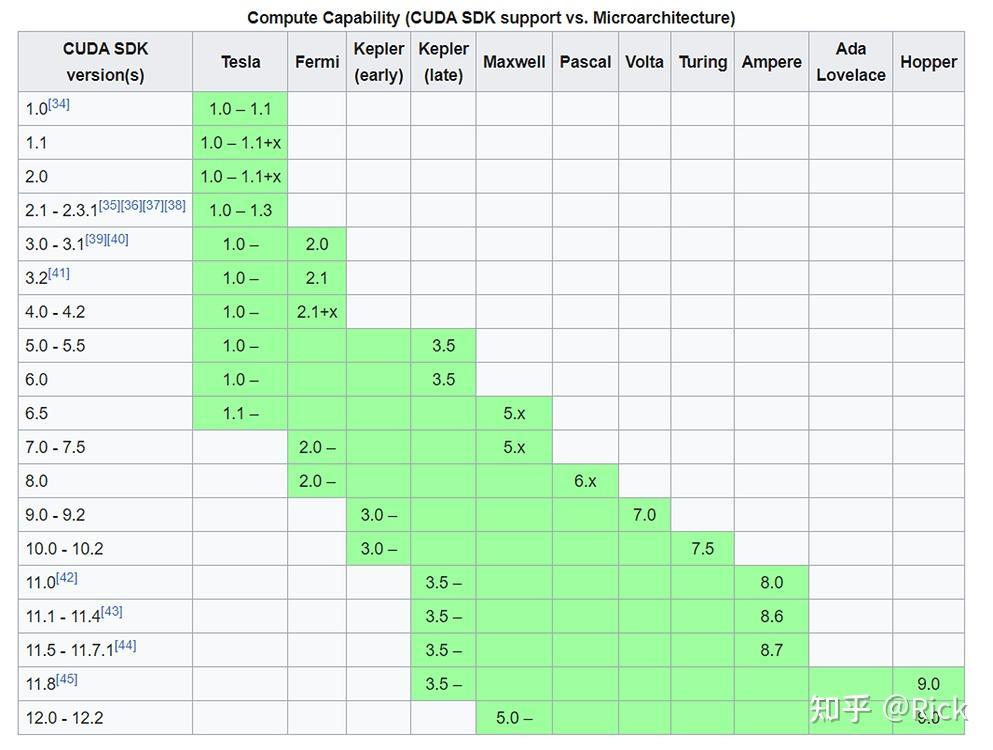 Compute Capability (CUDA SDK support vs. Microarchitecture)
CUDA SDK version(s) Tesla Fermi Kepler (early) Kepler (late) Maxwell Pascal Volta Turing Ampere Ada Lovelace Hopper
1.0[34] 1.0 – 1.1
1.1 1.0 – 1.1+x
2.0 1.0 – 1.1+x
2.1 - 2.3.1[35][36][37][38] 1.0 – 1.3
3.0 - 3.1[39][40] 1.0 – 2.0
3.2[41] 1.0 – 2.1
4.0 - 4.2 1.0 – 2.1+x
5.0 - 5.5 1.0 – 3.5
6.0 1.0 – 3.5
6.5 1.1 – 5.x
7.0 - 7.5 2.0 – 5.x
8.0 2.0 – 6.x
9.0 - 9.2 3.0 – 7.0
10.0 - 10.2 3.0 – 7.5
11.0[42] 3.5 – 8.0
11.1 - 11.4[43] 3.5 – 8.6
11.5 - 11.7.1[44] 3.5 – 8.7
11.8[45] 3.5 – 9.0
12.0 - 12.2 5.0 – 9.0
知乎 @Rick